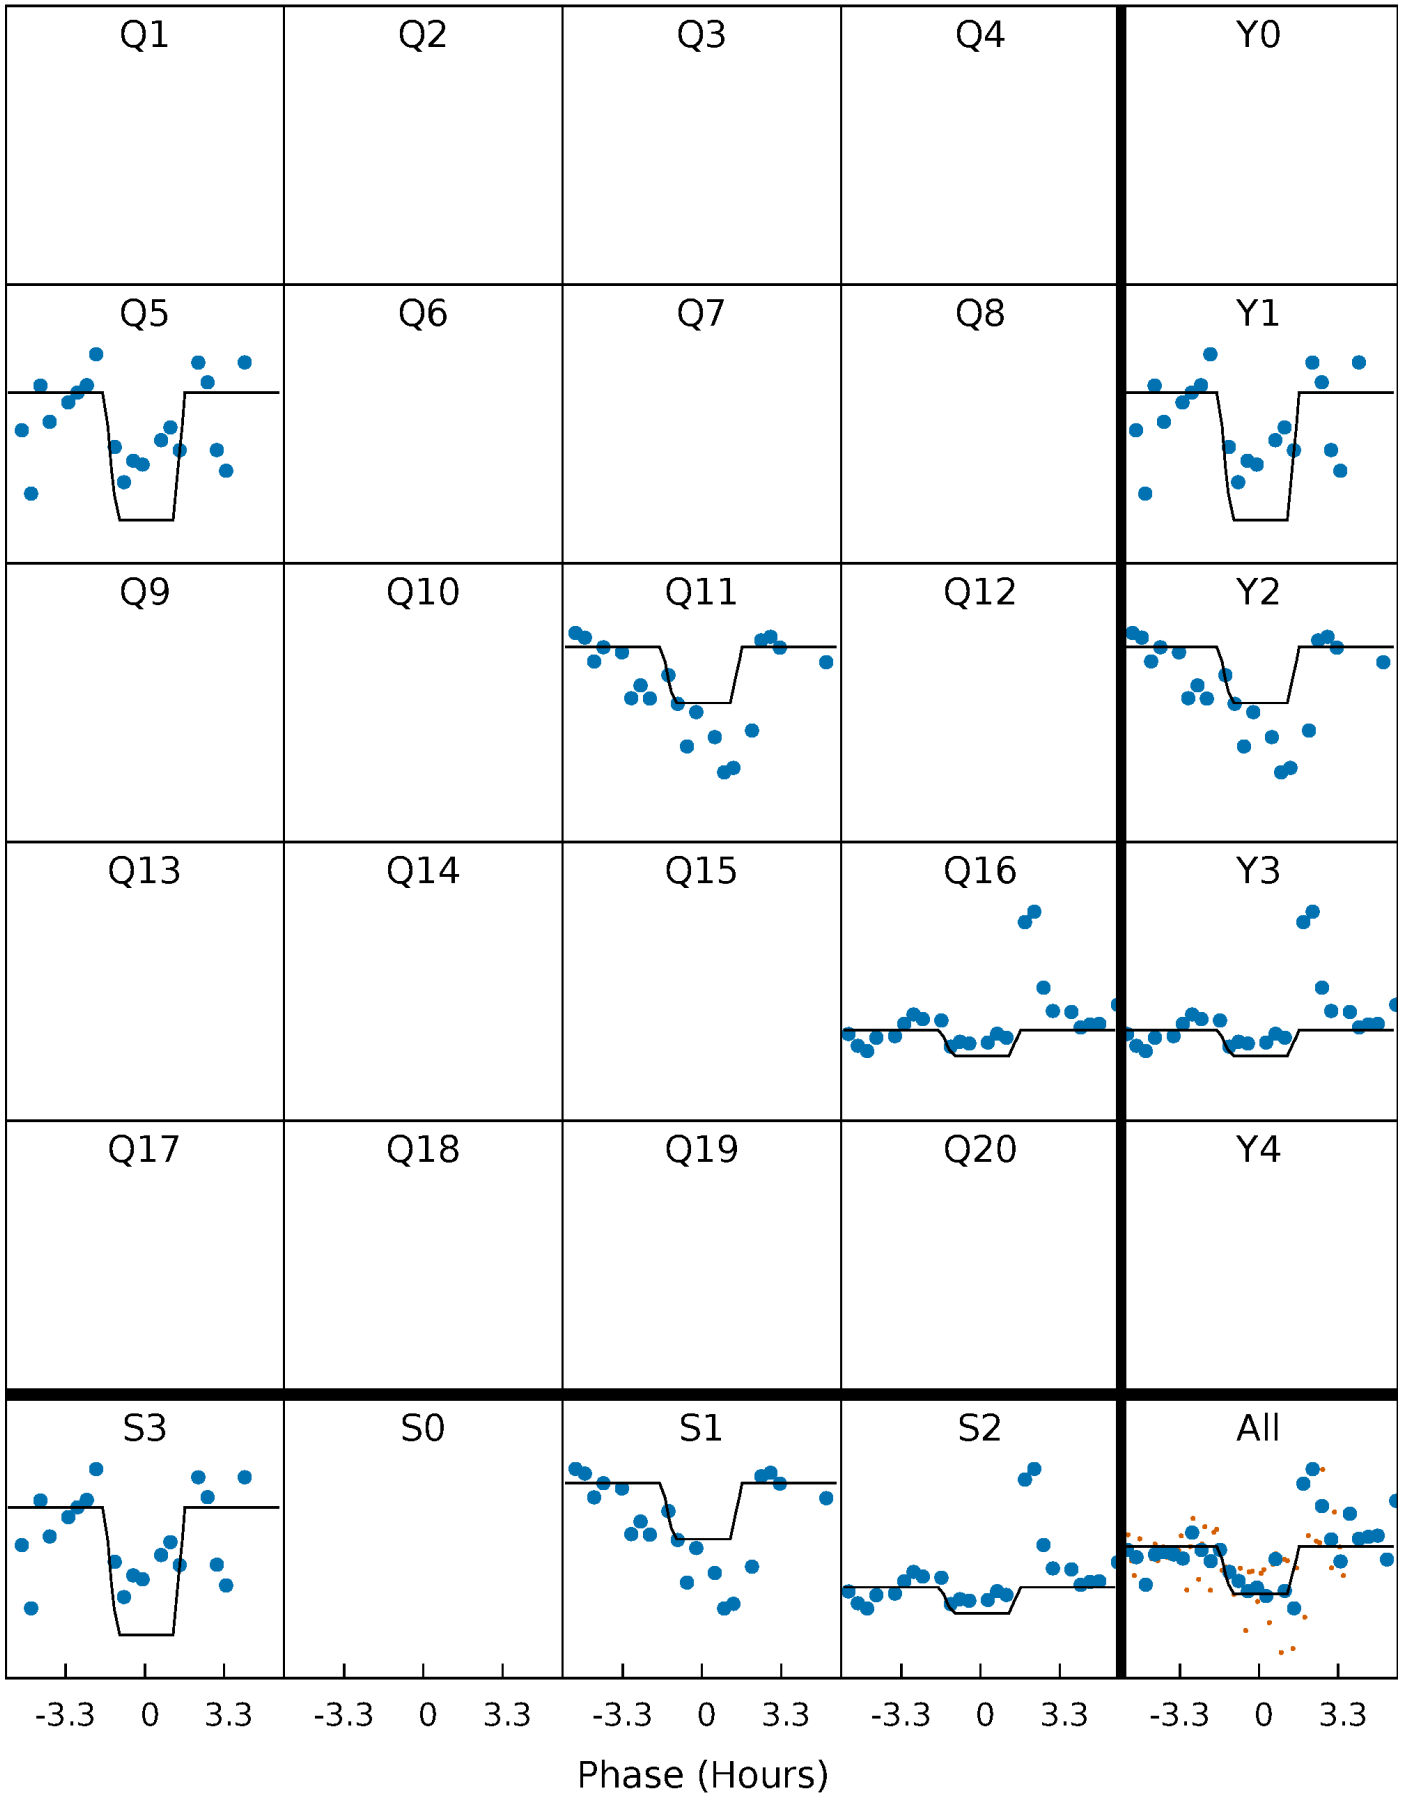 Q1 Q2 Q3 Q4 Y0
Q5 Q6 Q7 Q8 Y1
Q9 Q10 Q11 Q12 Y2
Q13 Q14 Q15 Q16 Y3
Q17 Q18 Q19 Q20 Y4
S3 S0 S1 S2 All
-3.3 0 3.3 -3.3 0 3.3 -3.3 0 3.3 -3.3 0 3.3 -3.3 0 3.3
Phase (Hours)